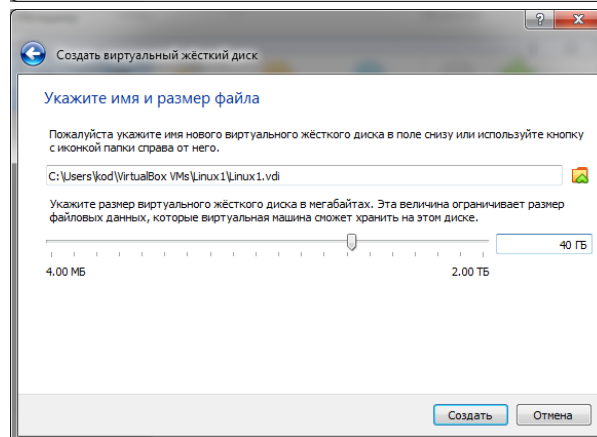 ?
X
Создать виртуальный жёсткий диск
Укажите имя и размер файла
Пожалуйста укажите имя нового виртуального жёсткого диска в поле снизу или используйте кнопку
с иконкой папки справа от него.
C:\Users\kod\VirtualBox VMs\Linux1\Linux1.vdi
Укажите размер виртуального жёсткого диска в мегабайтах. Эта величина ограничивает размер
файловых данных, которые виртуальная машина сможет хранить на этом диске.
40 ГБ
4.00 МБ 2.00 ТБ
Создать Отмена